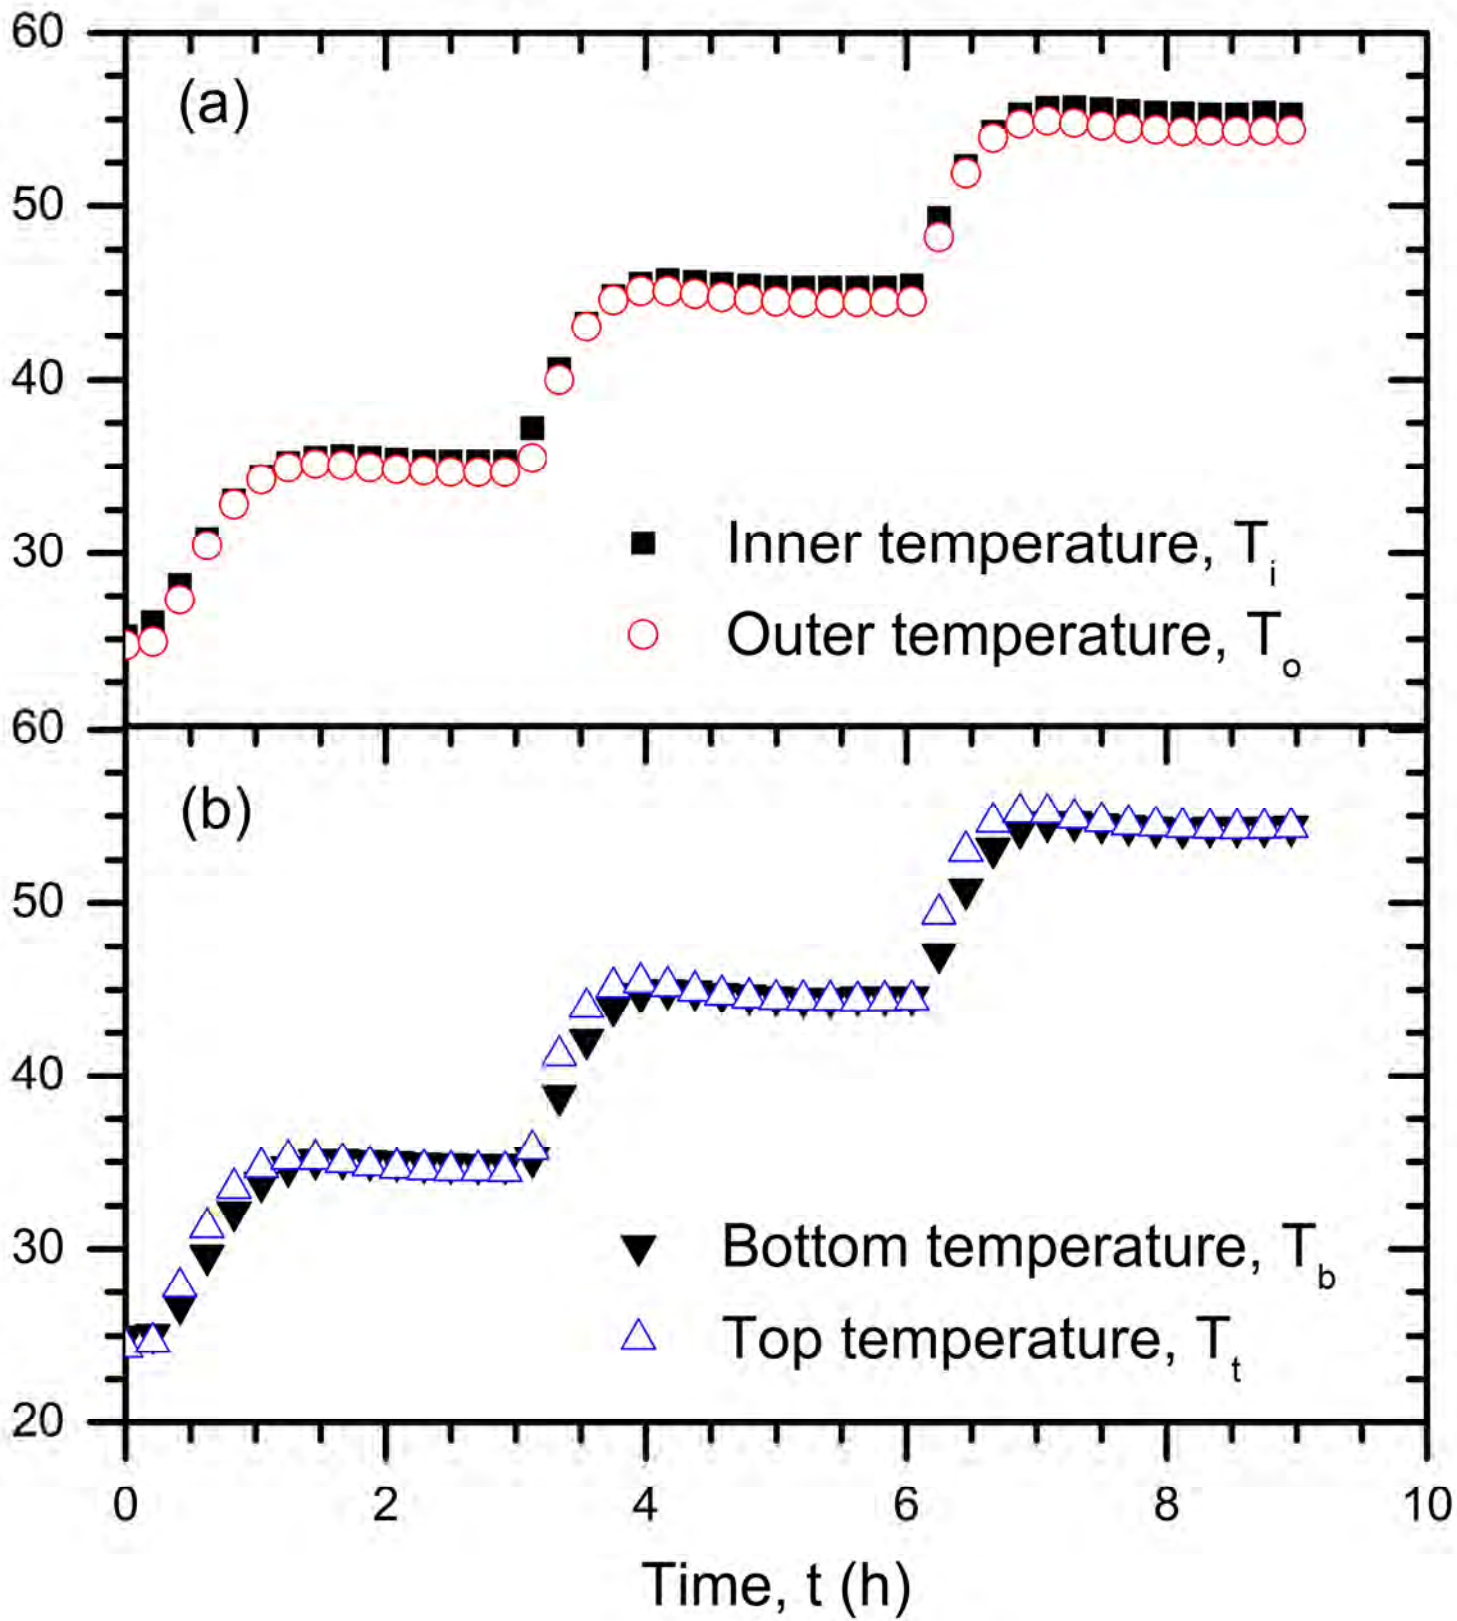 60
(a)
50
40
30
Inner temperature, Tᵢ
Outer temperature, Tₒ
60
(b)
50
40
30
Bottom temperature, T_b
Top temperature, Tₜ
20
0 2 4 6 8 10
Time, t (h)